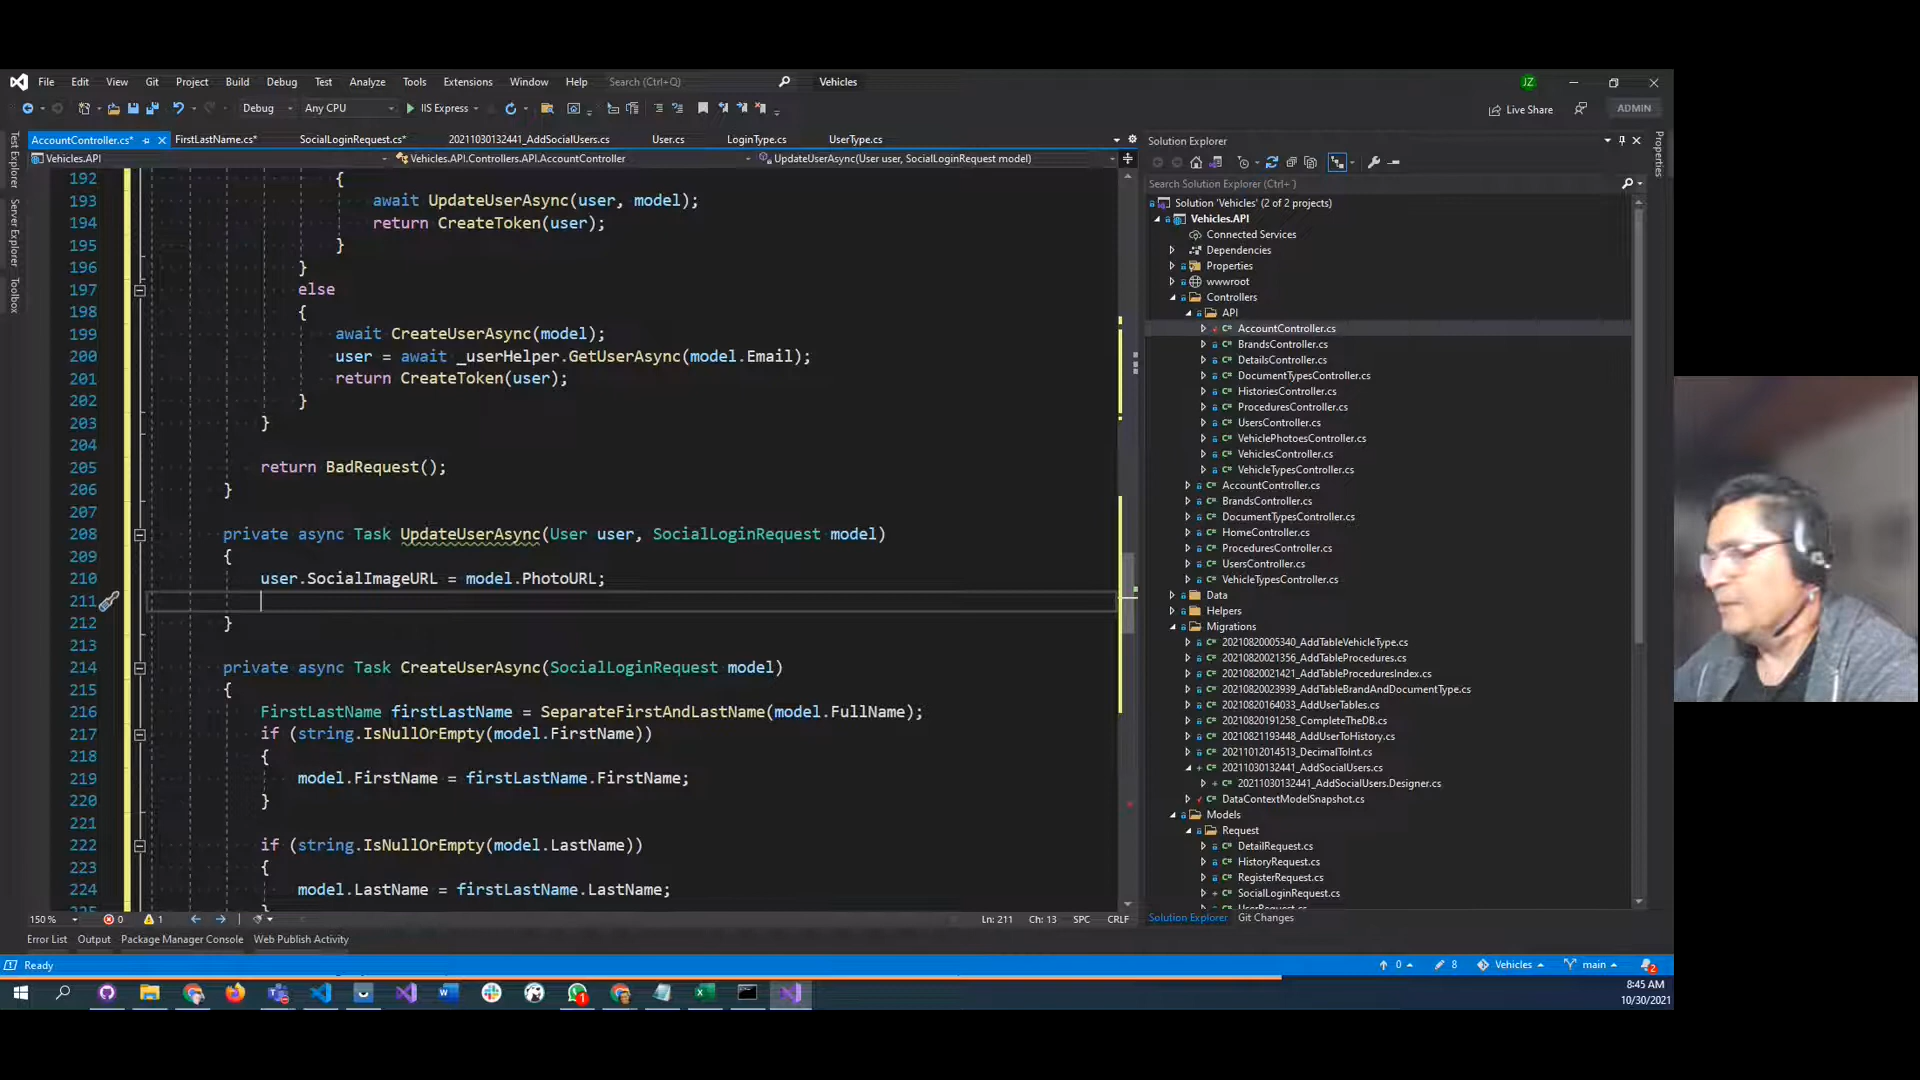 File Edit View Git Project Build Debug Test Analyze Tools Extensions Window Help Search (Ctrl+Q) Vehicles JZ
Debug Any CPU IIS Express Live Share ADMIN
AccountController.cs* FirstLastName.cs* SocialLoginRequest.cs* 20211030132441_AddSocialUsers.cs User.cs LoginType.cs UserType.cs
Vehicles.API Vehicles.API.Controllers.API.AccountController UpdateUserAsync(User user, SocialLoginRequest model)
Test Explorer
Server Explorer
Toolbox
192 {
193 await UpdateUserAsync(user, model);
194 return CreateToken(user);
195 }
196 }
197 else
198 {
199 await CreateUserAsync(model);
200 user = await _userHelper.GetUserAsync(model.Email);
201 return CreateToken(user);
202 }
203 }
204
205 return BadRequest();
206 }
207
208 private async Task UpdateUserAsync(User user, SocialLoginRequest model)
209 {
210 user.SocialImageURL = model.PhotoURL;
211
212 }
213
214 private async Task CreateUserAsync(SocialLoginRequest model)
215 {
216 FirstLastName firstLastName = SeparateFirstAndLastName(model.FullName);
217 if (string.IsNullOrEmpty(model.FirstName))
218 {
219 model.FirstName = firstLastName.FirstName;
220 }
221
222 if (string.IsNullOrEmpty(model.LastName))
223 {
224 model.LastName = firstLastName.LastName;
225 }
150 % 0 1 Ln: 211 Ch: 13 SPC CRLF
Error List Output Package Manager Console Web Publish Activity
Solution Explorer
Properties
Search Solution Explorer (Ctrl+')
Solution 'Vehicles' (2 of 2 projects)
Vehicles.API
Connected Services
Dependencies
Properties
wwwroot
Controllers
API
AccountController.cs
BrandsController.cs
DetailsController.cs
DocumentTypesController.cs
HistoriesController.cs
ProceduresController.cs
UsersController.cs
VehiclePhotoesController.cs
VehiclesController.cs
VehicleTypesController.cs
AccountController.cs
BrandsController.cs
DocumentTypesController.cs
HomeController.cs
ProceduresController.cs
UsersController.cs
VehicleTypesController.cs
Data
Helpers
Migrations
20210820005340_AddTableVehicleType.cs
20210820021356_AddTableProcedures.cs
20210820021421_AddTableProceduresIndex.cs
20210820023939_AddTableBrandAndDocumentType.cs
20210820164033_AddUserTables.cs
20210820191258_CompleteTheDB.cs
20210821193448_AddUserToHistory.cs
20211012014513_DecimalToInt.cs
20211030132441_AddSocialUsers.cs
20211030132441_AddSocialUsers.Designer.cs
DataContextModelSnapshot.cs
Models
Request
DetailRequest.cs
HistoryRequest.cs
RegisterRequest.cs
SocialLoginRequest.cs
UserRequest.cs
Solution Explorer Git Changes
Ready 0 8 Vehicles main 2
1
8:45 AM
10/30/2021